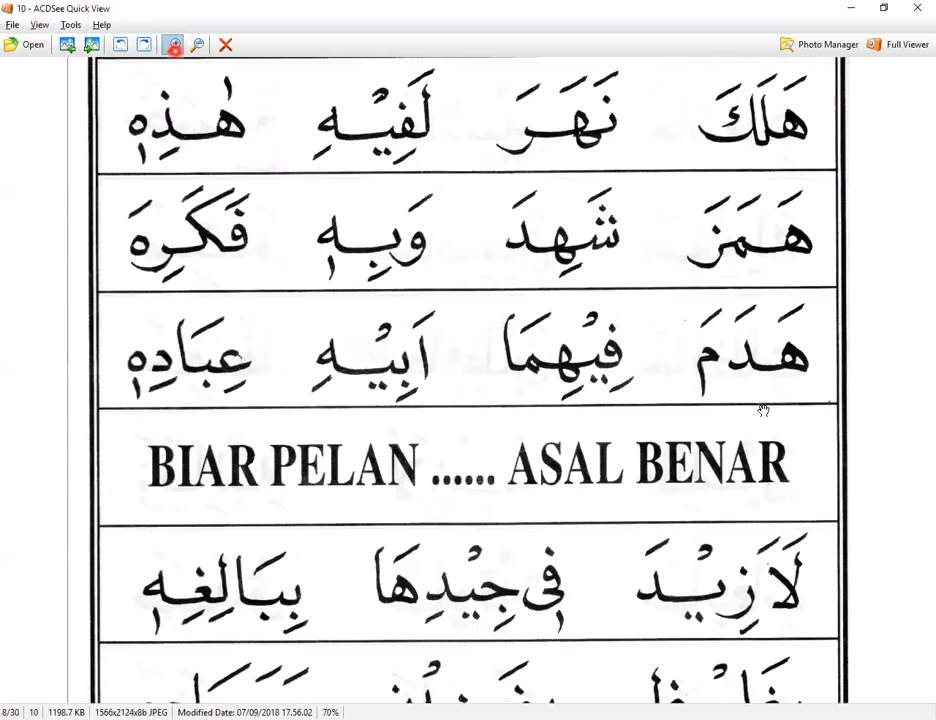 10 - ACDSee Quick View
File View Tools Help
Open Photo Manager Full Viewer
هَلَكَ نَهَرَ لَفِيْهِ هٰذِهٖ
هَمَزَ شَهِدَ وَبِهٖ فَكَرِهَ
هَدَمَ فِيْهِمَا اَبِيْهِ عِبَادِهٖ
BIAR PELAN ...... ASAL BENAR
لَازِيْدَ فِيْ جِيْدِهَا بِبَالِغِهٖ
8/30 10 1198.7 KB 1566x2124x8b JPEG Modified Date: 07/09/2018 17.56.02 70%